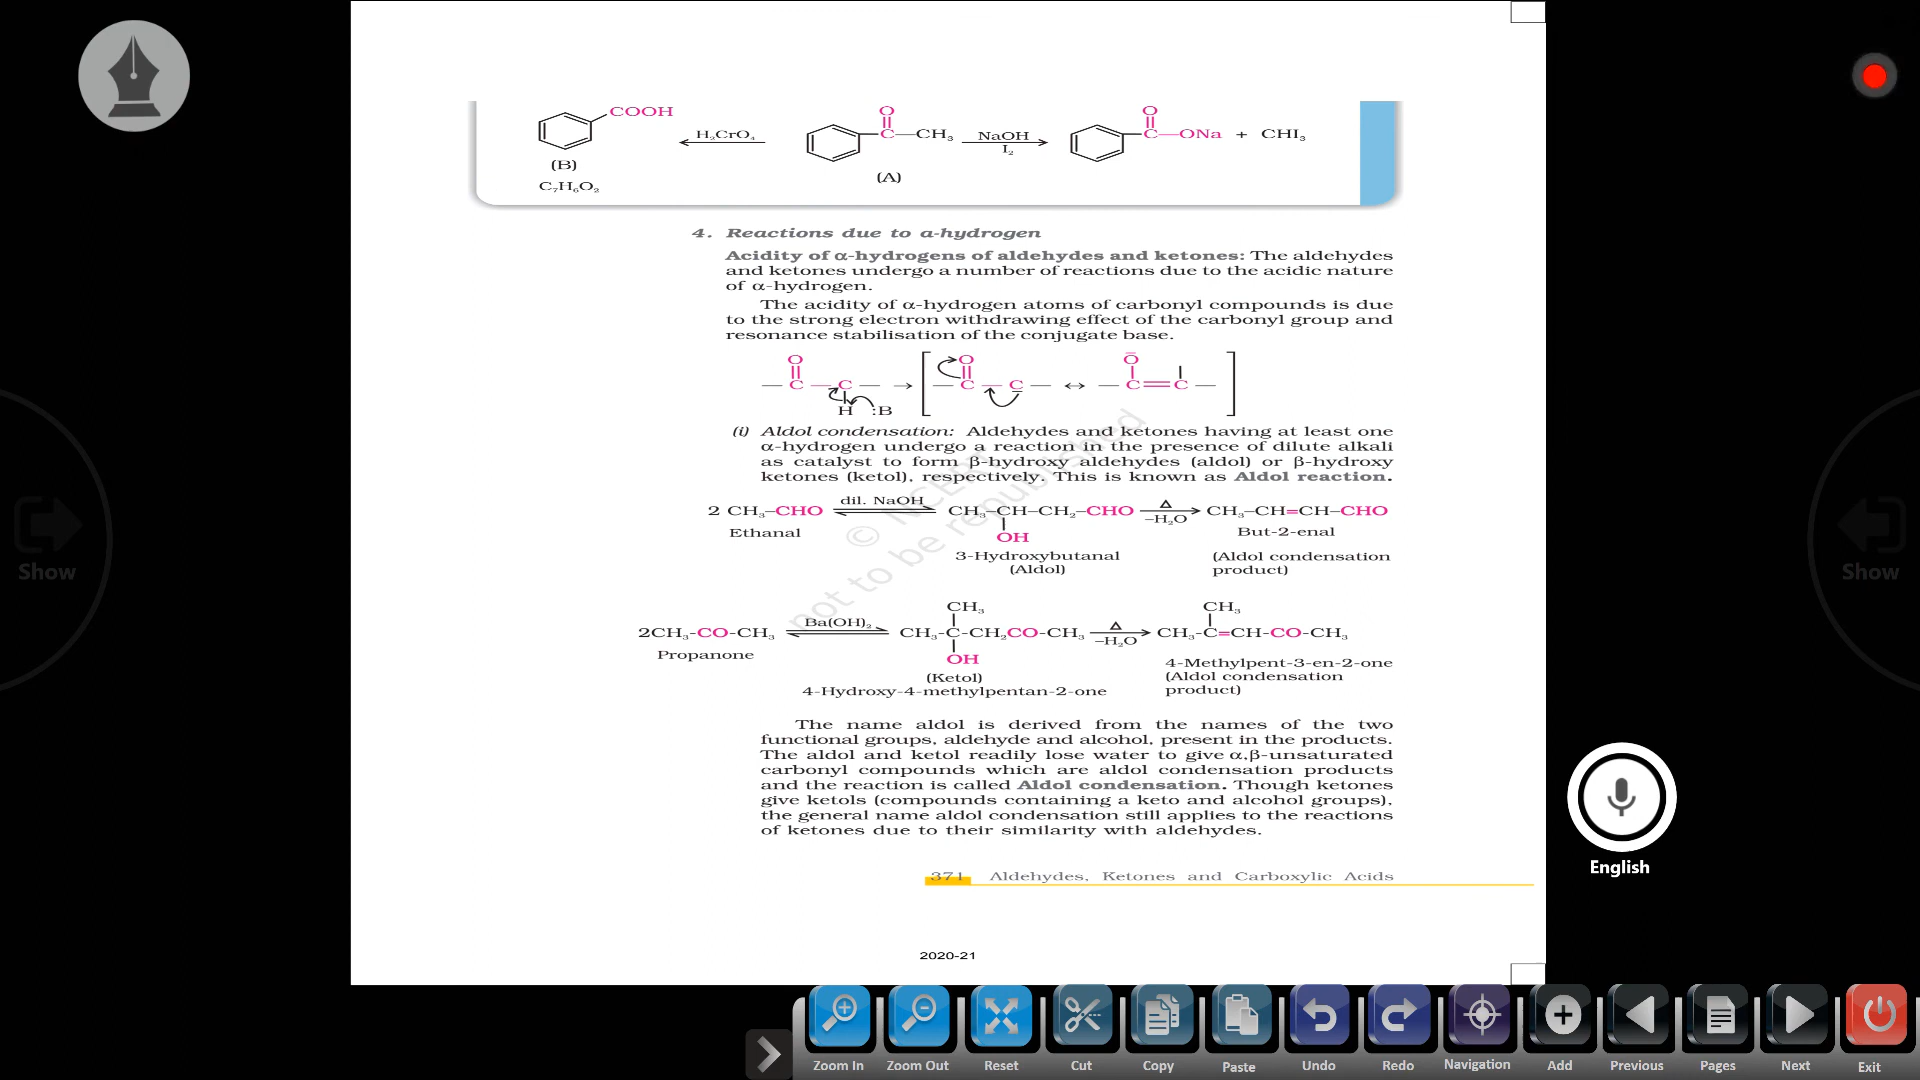 COOH
(B)
C₇H₆O₂
H₂CrO₄
O
C—CH₃
(A)
NaOH
I₂
O
C—ONa + CHI₃
4. Reactions due to a-hydrogen
Acidity of α-hydrogens of aldehydes and ketones: The aldehydes
and ketones undergo a number of reactions due to the acidic nature
of α-hydrogen.
The acidity of α-hydrogen atoms of carbonyl compounds is due
to the strong electron withdrawing effect of the carbonyl group and
resonance stabilisation of the conjugate base.
O O O
— C — C — → — C — C — ↔ — C = C —
H :B
(i) Aldol condensation: Aldehydes and ketones having at least one
α-hydrogen undergo a reaction in the presence of dilute alkali
as catalyst to form β-hydroxy aldehydes (aldol) or β-hydroxy
ketones (ketol), respectively. This is known as Aldol reaction.
2 CH₃–CHO dil. NaOH CH₃–CH–CH₂–CHO Δ –H₂O CH₃–CH=CH–CHO
Ethanal OH But-2-enal
3-Hydroxybutanal (Aldol condensation
(Aldol) product)
CH₃ CH₃
2CH₃-CO-CH₃ Ba(OH)₂ CH₃-C-CH₂CO-CH₃ Δ –H₂O CH₃-C=CH-CO-CH₃
Propanone OH 4-Methylpent-3-en-2-one
(Ketol) (Aldol condensation
4-Hydroxy-4-methylpentan-2-one product)
The name aldol is derived from the names of the two
functional groups, aldehyde and alcohol, present in the products.
The aldol and ketol readily lose water to give α,β-unsaturated
carbonyl compounds which are aldol condensation products
and the reaction is called Aldol condensation. Though ketones
give ketols (compounds containing a keto and alcohol groups),
the general name aldol condensation still applies to the reactions
of ketones due to their similarity with aldehydes.
© NCERT
not to be republished
371 Aldehydes, Ketones and Carboxylic Acids
2020-21
Show
Show
English
Zoom In Zoom Out Reset Cut Copy Paste Undo Redo Navigation Add Previous Pages Next Exit